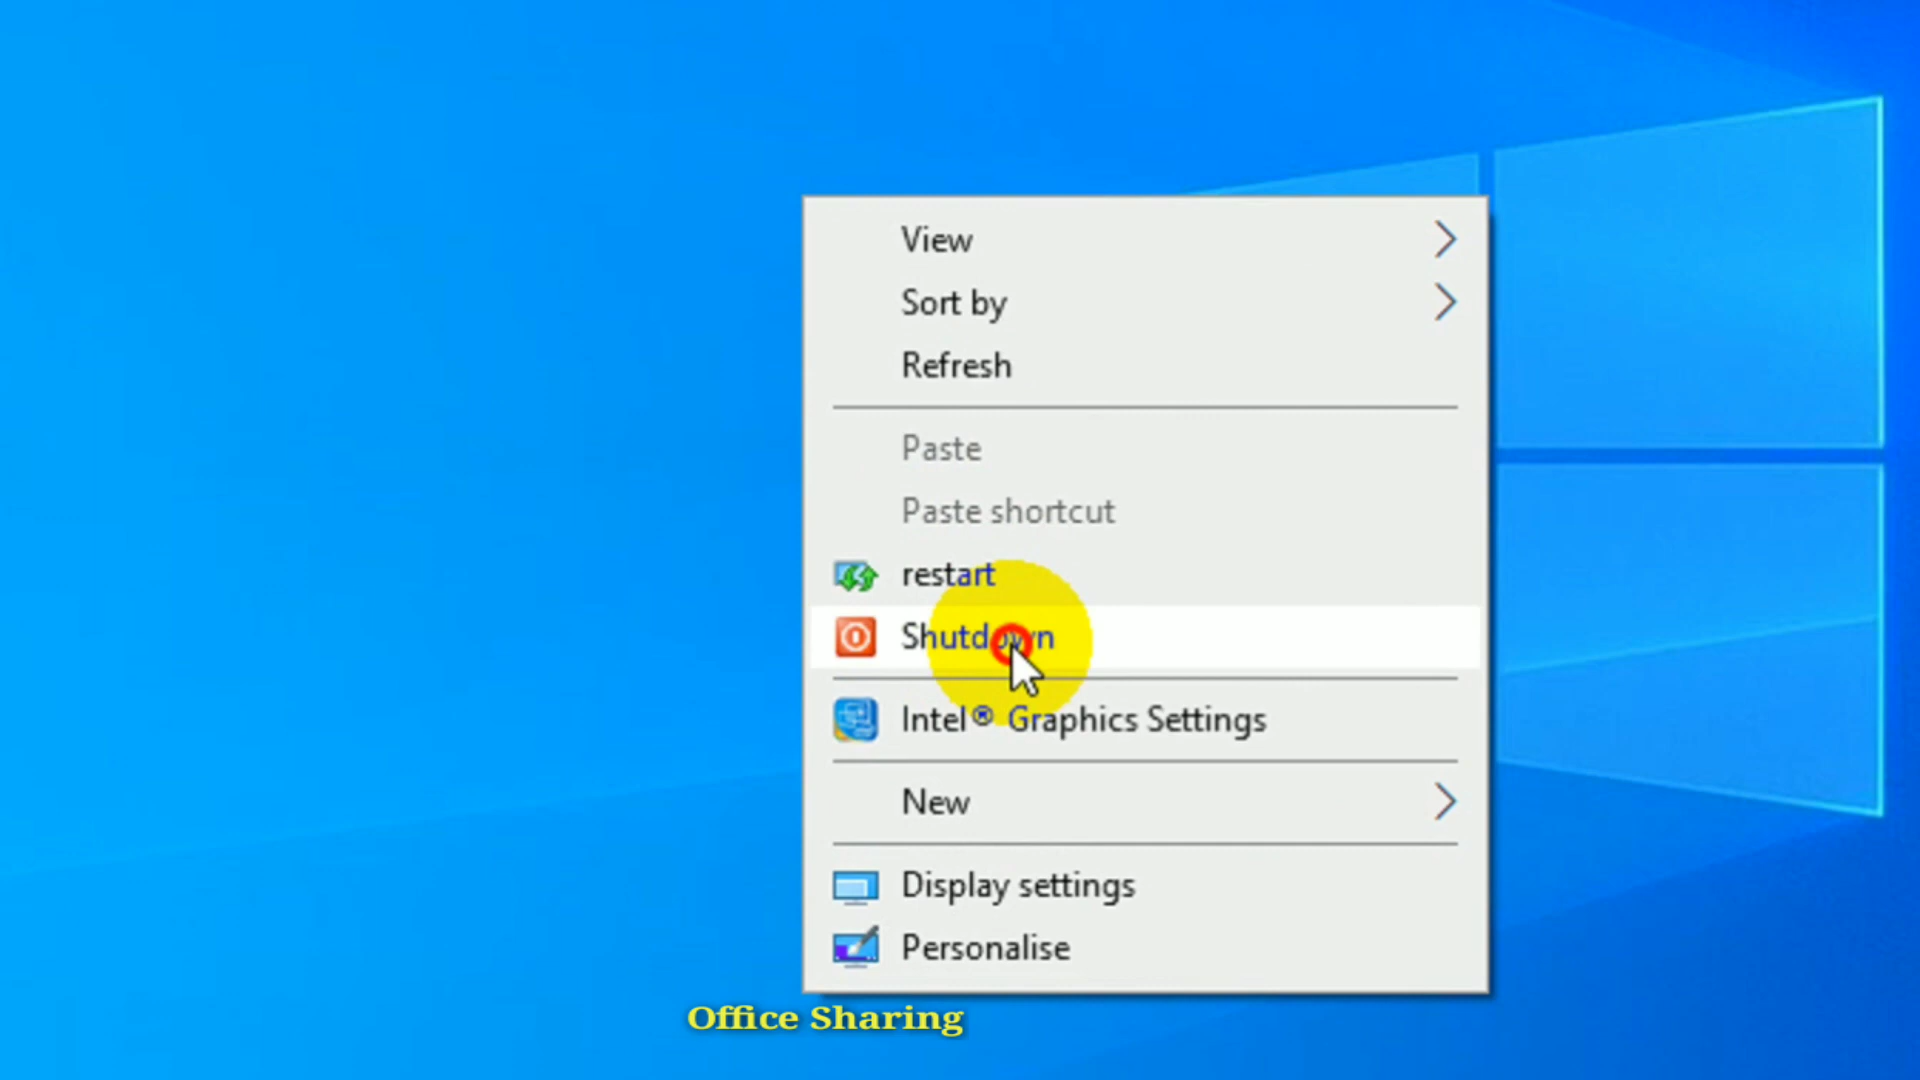 View
Sort by
Refresh
Paste
Paste shortcut
restart
Shutdown
Intel® Graphics Settings
New
Display settings
Personalise
Office Sharing